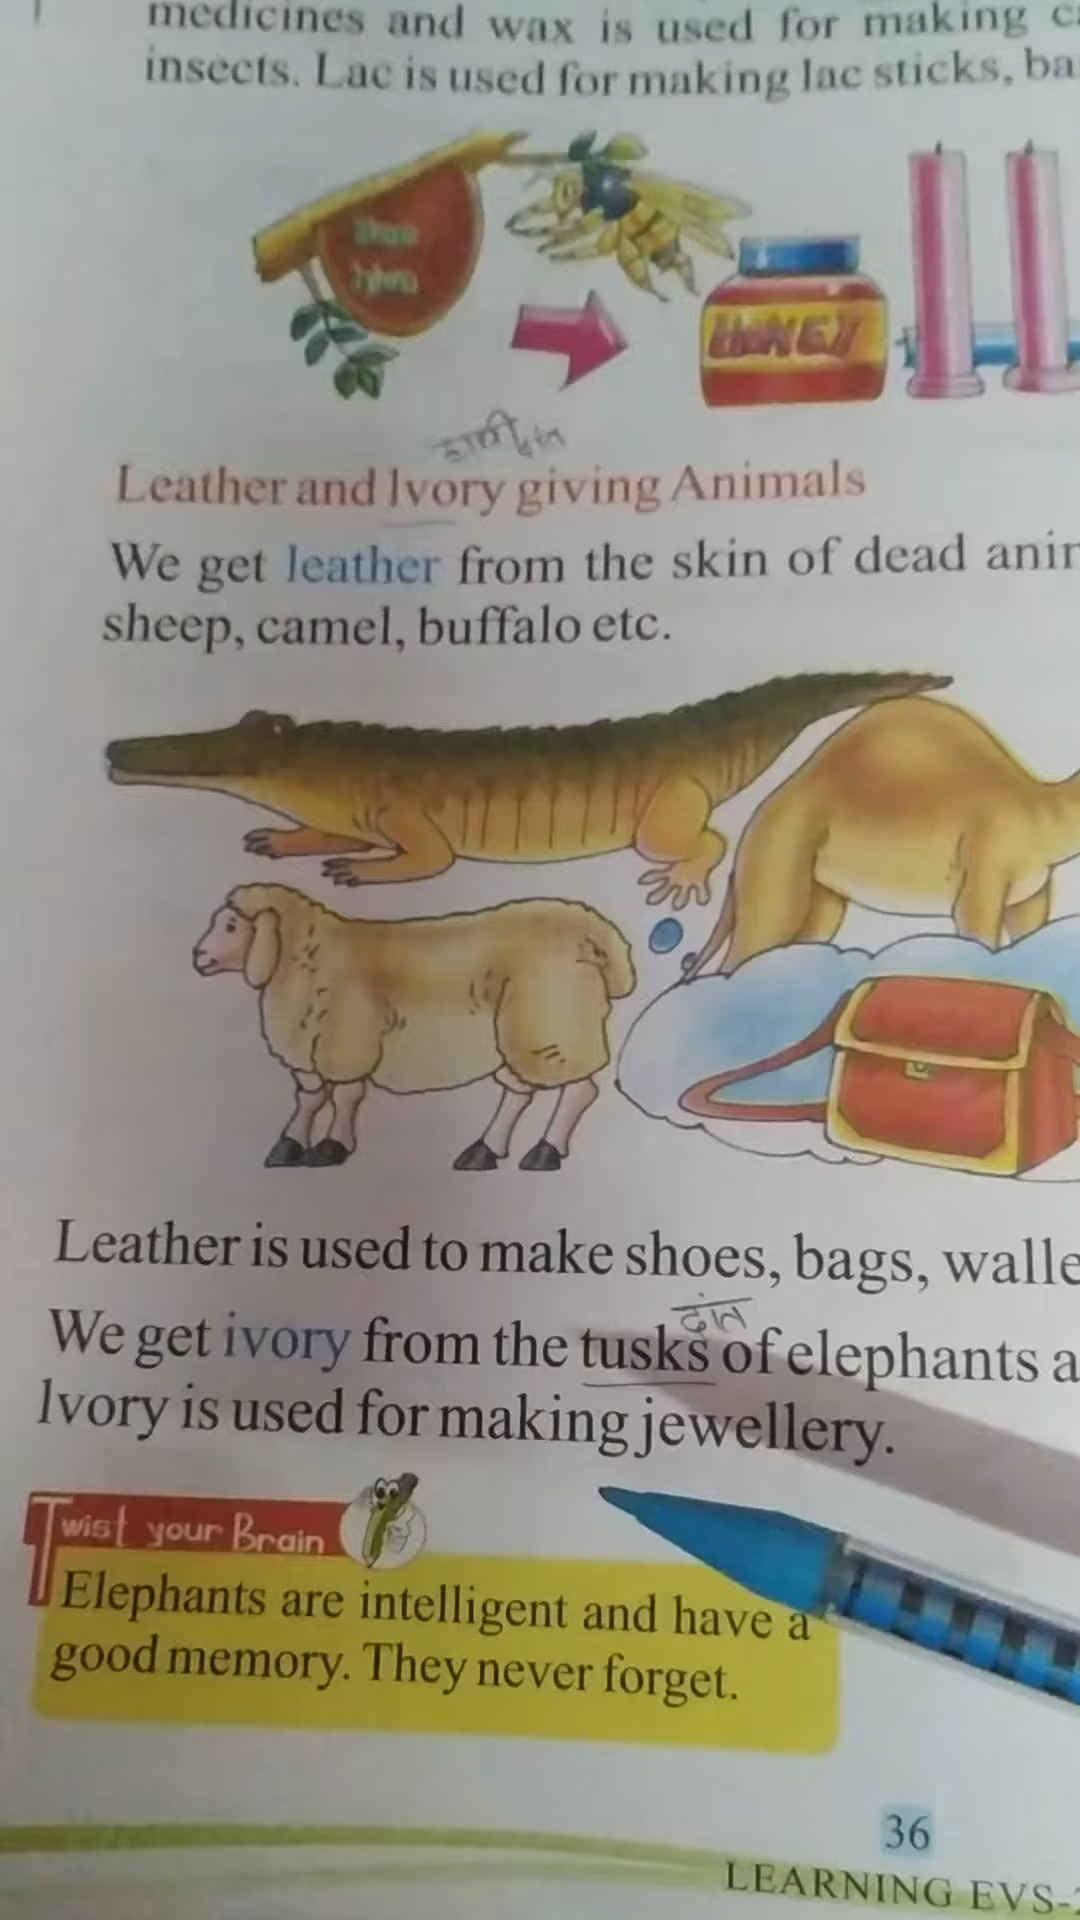 medicines and wax is used for making
insects. Lac is used for making lac sticks,
HONEY
हाथी दांत
Leather and Ivory giving Animals
We get leather from the skin of dead
sheep, camel, buffalo etc.
Leather is used to make shoes, bags,
दांत
We get ivory from the tusks of elephants
Ivory is used for making jewellery.
Twist your Brain
Elephants are intelligent and have a
good memory. They never forget.
36
LEARNING EVS-